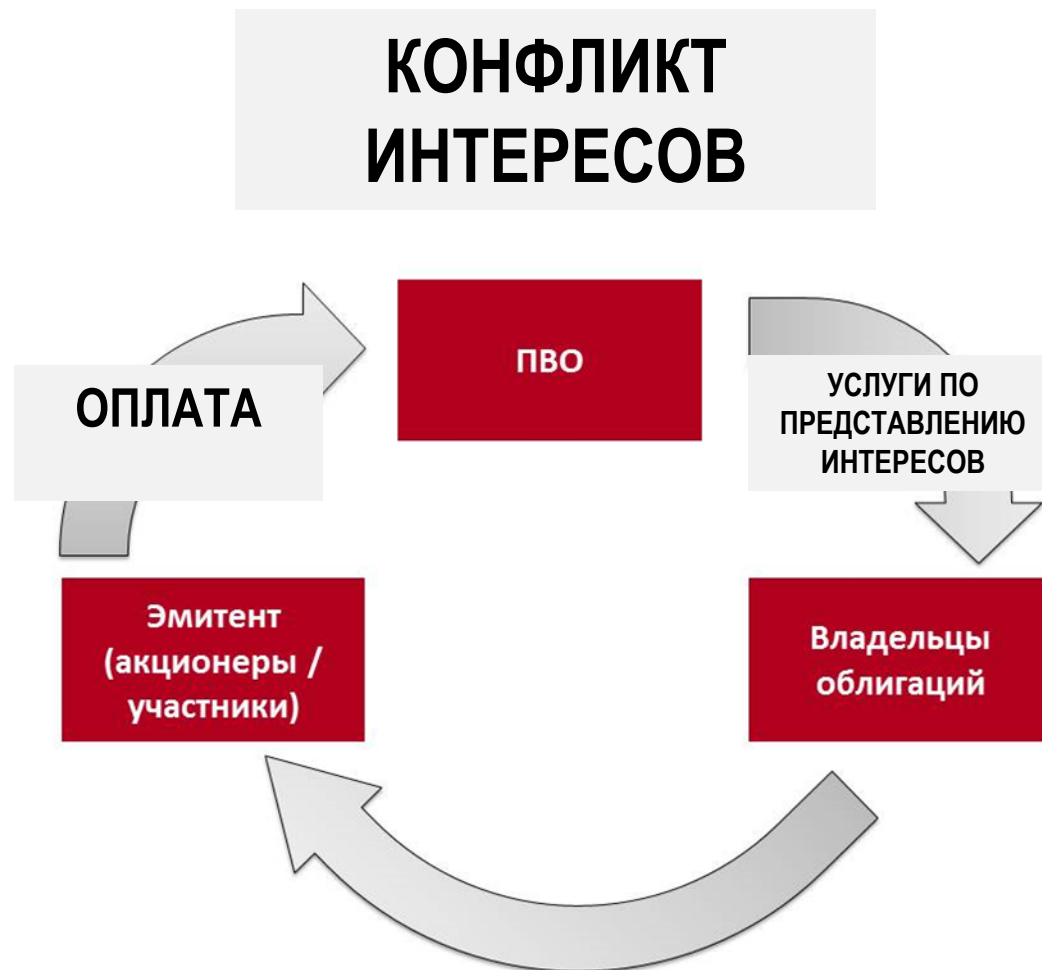 КОНФЛИКТ
ИНТЕРЕСОВ
ПВО
ОПЛАТА
УСЛУГИ ПО
ПРЕДСТАВЛЕНИЮ
ИНТЕРЕСОВ
Эмитент
(акционеры /
участники)
Владельцы
облигаций